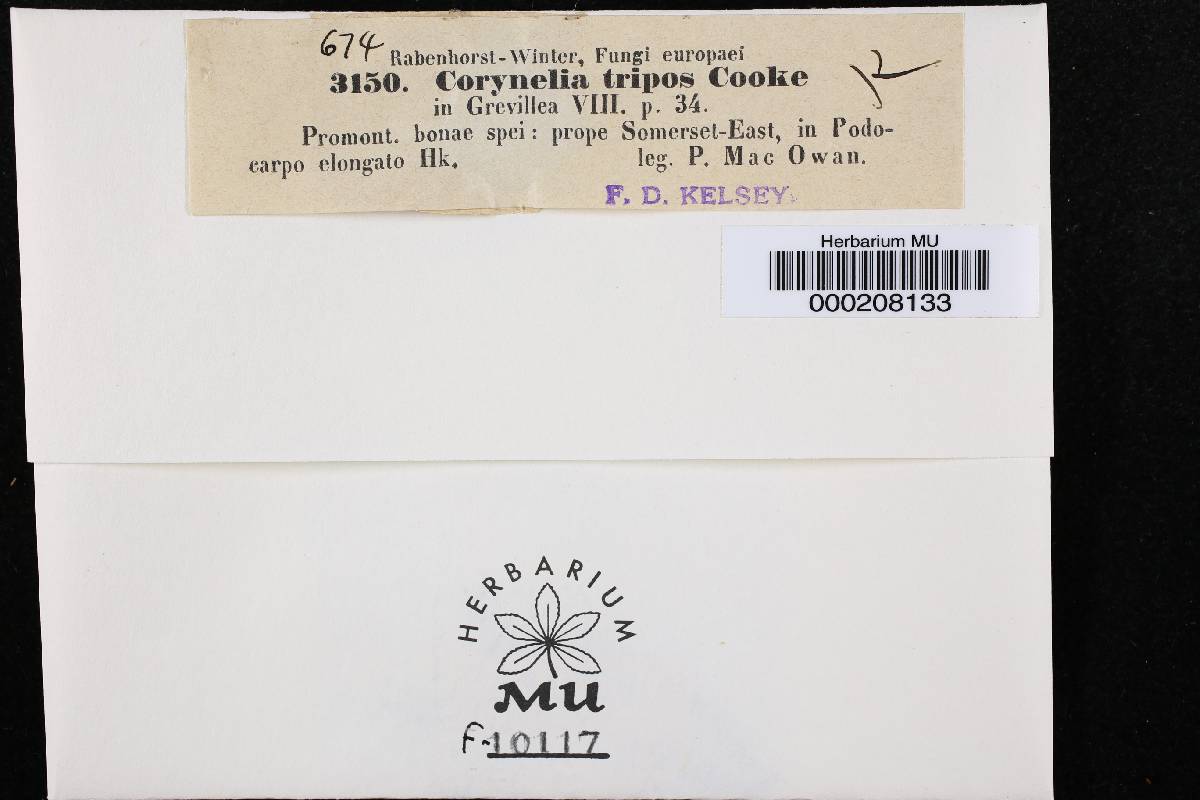 674
Rabenhorst-Winter, Fungi europaei
3150. Corynelia tripos Cooke
in Grevillea VIII. p. 34.
Promont. bonae spei: prope Somerset-East, in Podo-
carpo elongato Hk. leg. P. Mac Owan.
F. D. KELSEY.
Herbarium MU
000208133
HERBARIUM
MU
F-10117